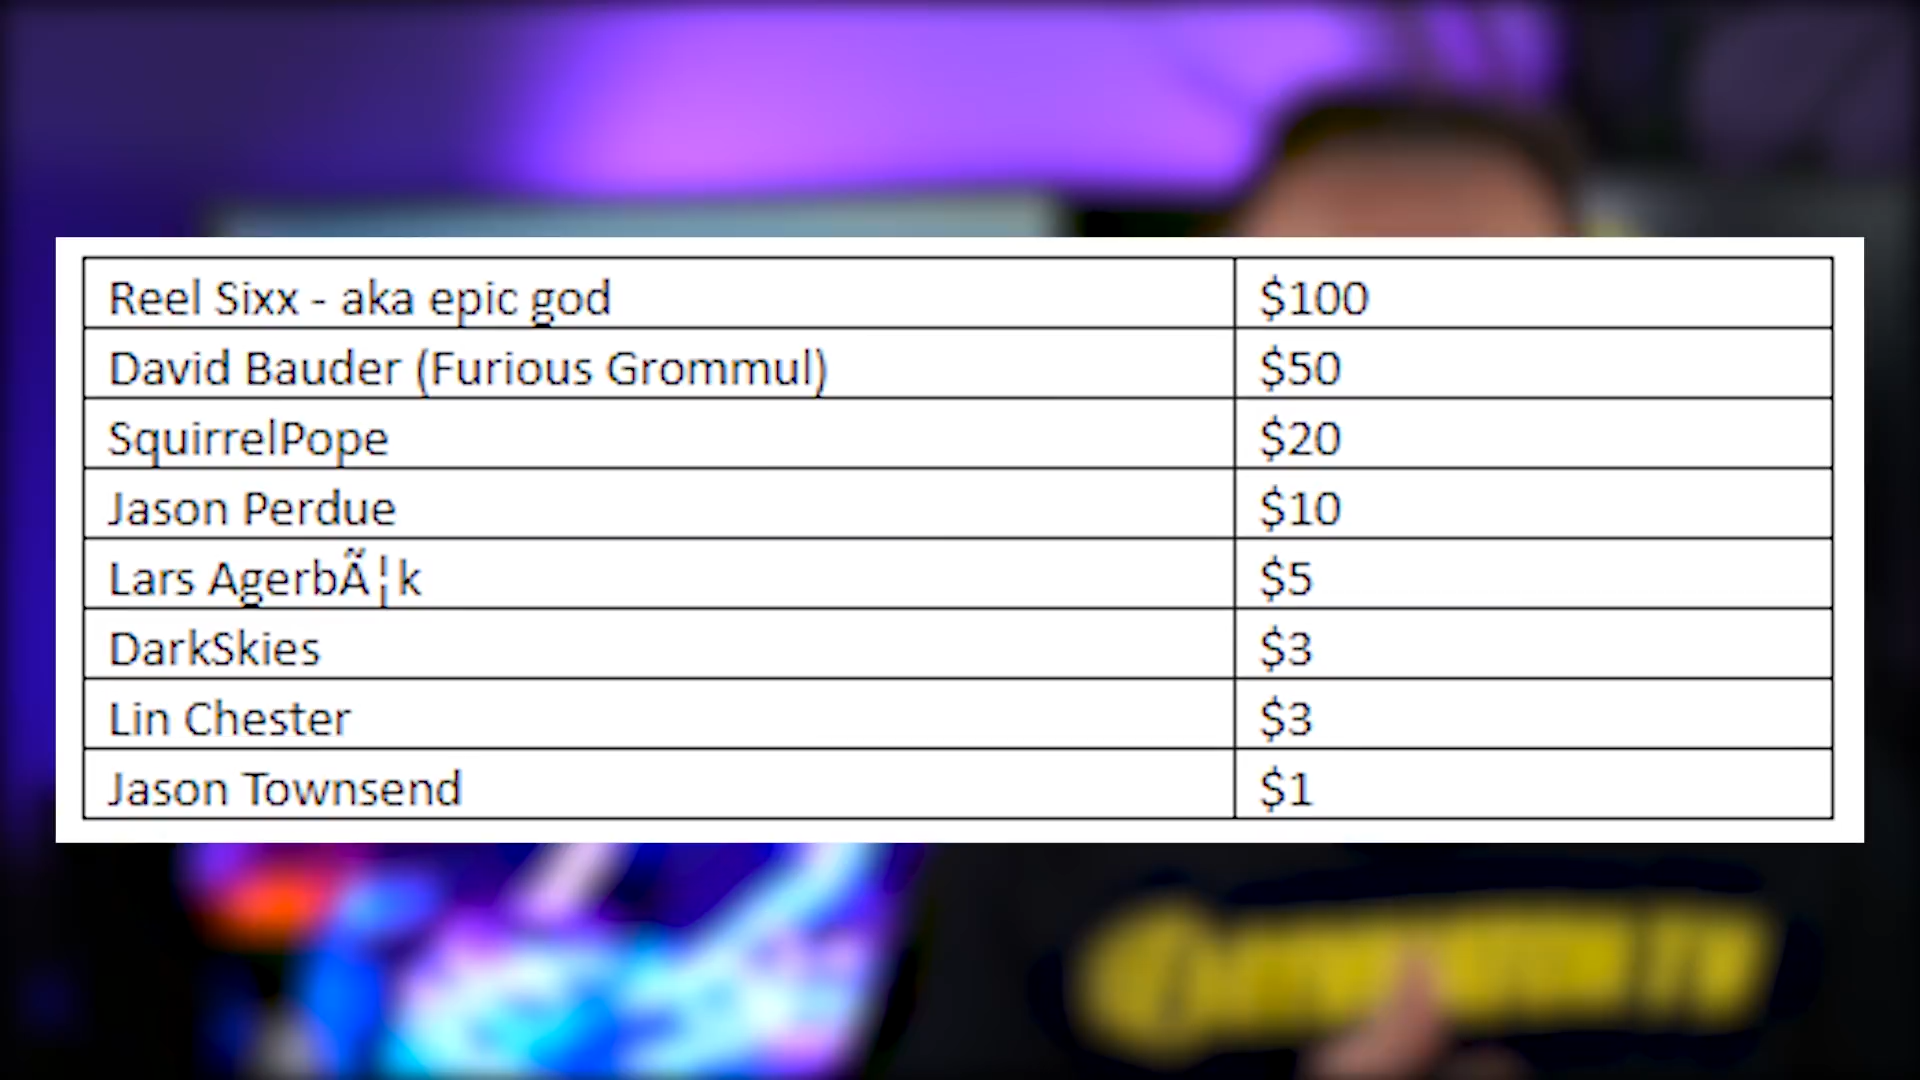 Reel Sixx - aka epic god $100
David Bauder (Furious Grommul) $50
SquirrelPope $20
Jason Perdue $10
Lars AgerbÃ¦k $5
DarkSkies $3
Lin Chester $3
Jason Townsend $1